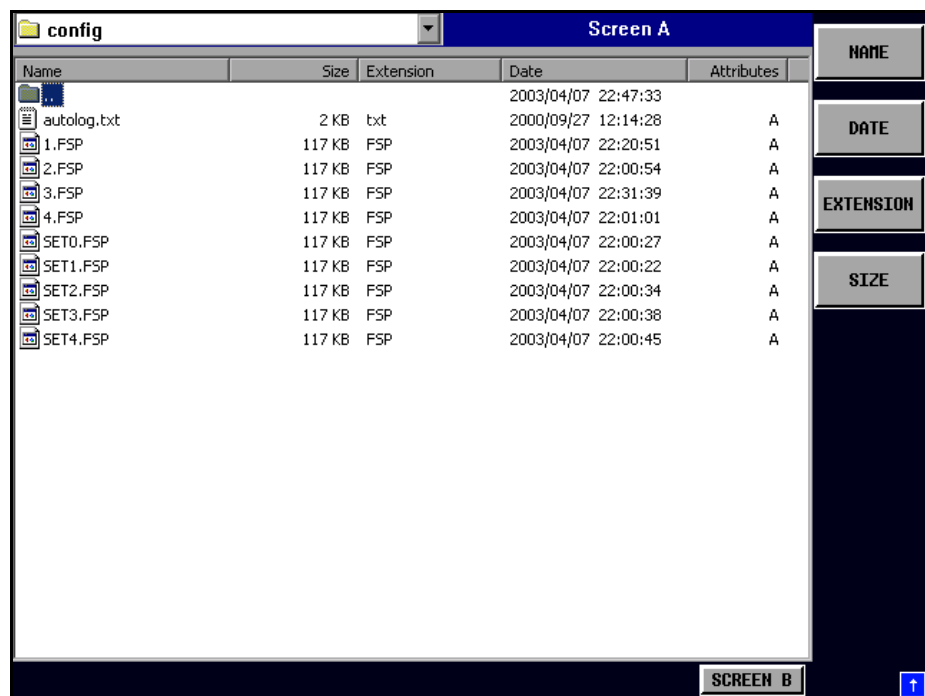 config
Screen A
Name Size Extension Date Attributes
.. 2003/04/07 22:47:33
autolog.txt 2 KB txt 2000/09/27 12:14:28 A
1.FSP 117 KB FSP 2003/04/07 22:20:51 A
2.FSP 117 KB FSP 2003/04/07 22:00:54 A
3.FSP 117 KB FSP 2003/04/07 22:31:39 A
4.FSP 117 KB FSP 2003/04/07 22:01:01 A
SET0.FSP 117 KB FSP 2003/04/07 22:00:27 A
SET1.FSP 117 KB FSP 2003/04/07 22:00:22 A
SET2.FSP 117 KB FSP 2003/04/07 22:00:34 A
SET3.FSP 117 KB FSP 2003/04/07 22:00:38 A
SET4.FSP 117 KB FSP 2003/04/07 22:00:45 A
NAME
DATE
EXTENSION
SIZE
SCREEN B